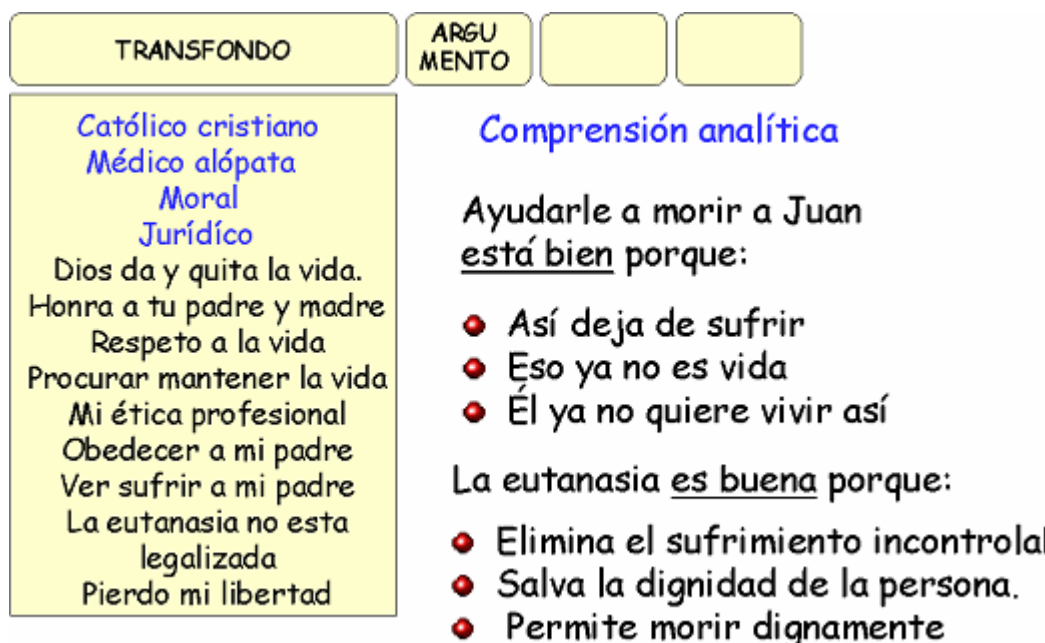 TRANSFONDO
ARGU
MENTO
Católico cristiano
Médico alópata
Moral
Jurídíco
Dios da y quita la vida.
Honra a tu padre y madre
Respeto a la vida
Procurar mantener la vida
Mi ética profesional
Obedecer a mi padre
Ver sufrir a mi padre
La eutanasia no esta
legalizada
Pierdo mi libertad
Comprensión analítica
Ayudarle a morir a Juan
está bien porque:
Así deja de sufrir
Eso ya no es vida
Él ya no quiere vivir así
La eutanasia es buena porque:
Elimina el sufrimiento
Salva la dignidad de la persona.
Permite morir dignamente